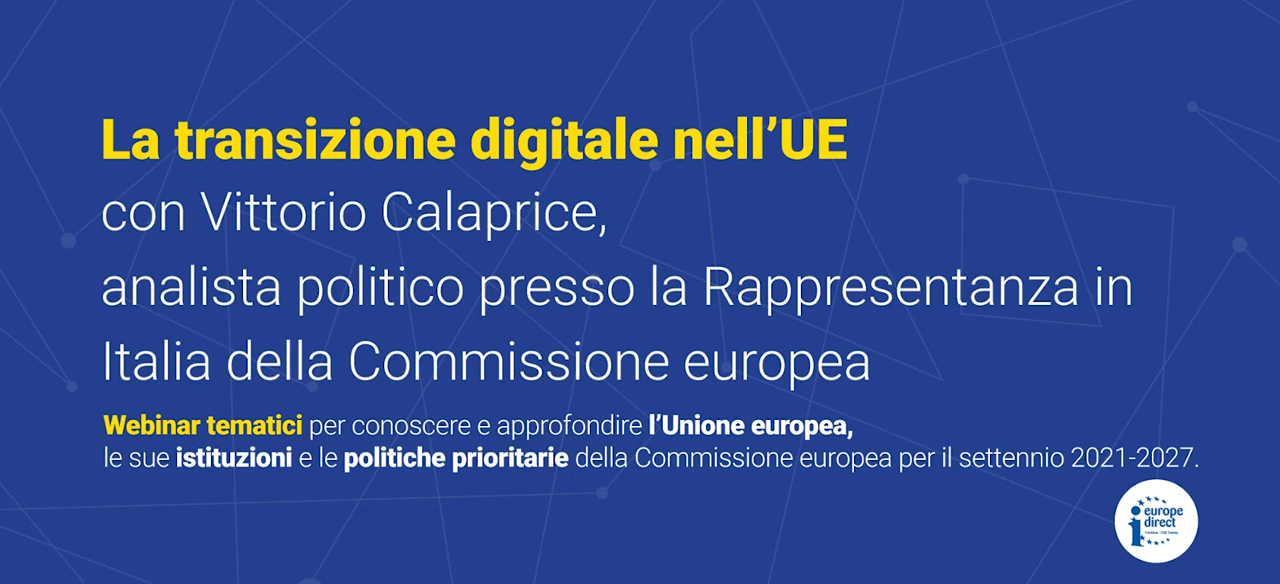 La transizione digitale nell’UE
con Vittorio Calaprice,
analista politico presso la Rappresentanza in
Italia della Commissione europea
Webinar tematici per conoscere e approfondire l’Unione europea,
le sue istituzioni e le politiche prioritarie della Commissione europea per il settennio 2021-2027.
europe
direct